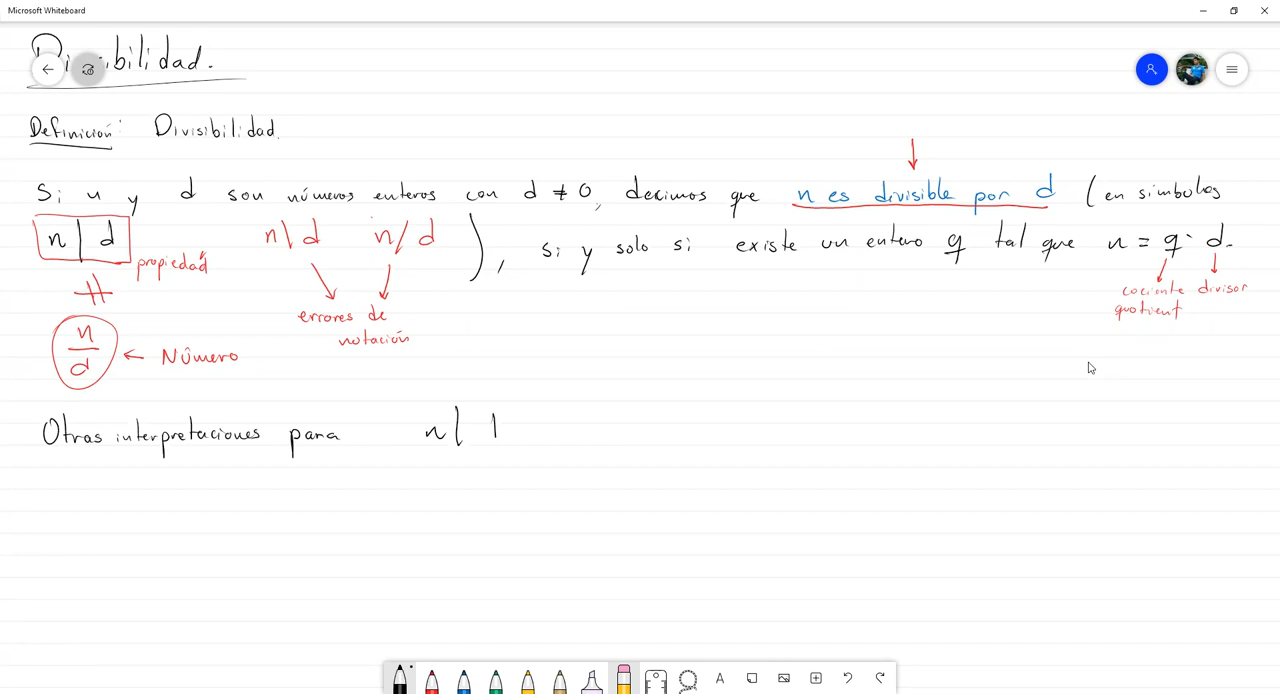 Microsoft Whiteboard
Divisibilidad.
Definición: Divisibilidad.
Si n y d son números enteros con d ≠ 0, decimos que n es divisible por d (en símbolos
n | d n \ d n / d ), si y solo si existe un entero q tal que n = q · d.
propiedad
cociente divisor
quotient
errores de
notación
n
d
← Número
Otras interpretaciones para n |
A